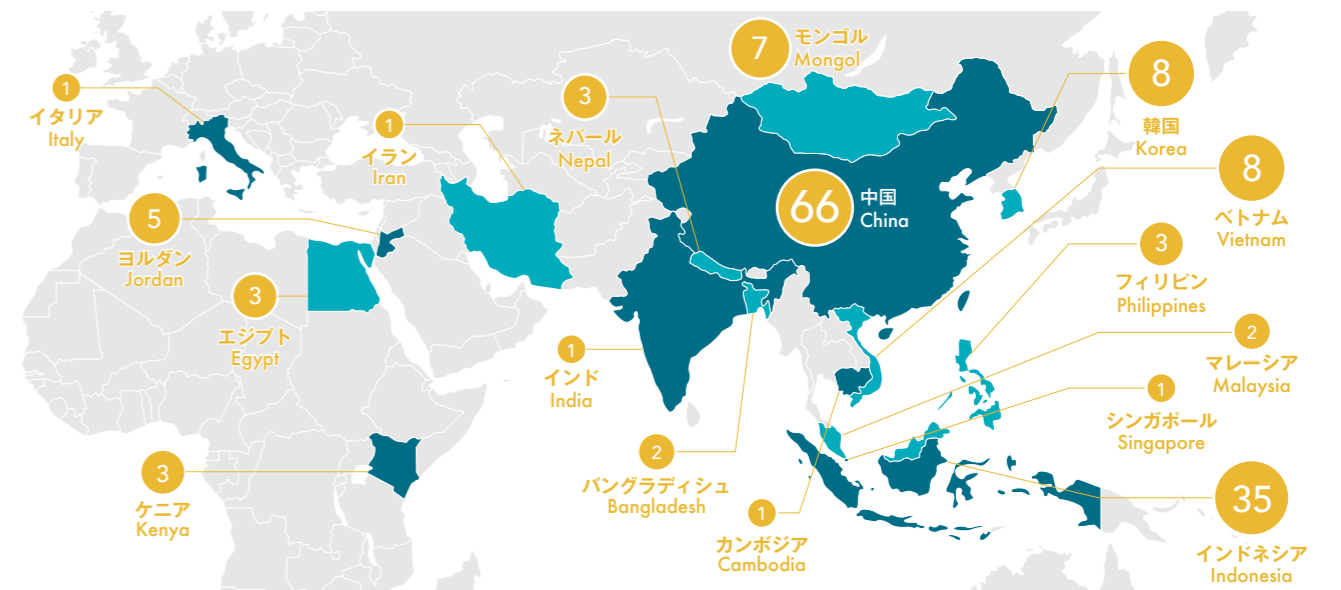 7
モンゴル
Mongol
8
韓国
Korea
1
イタリア
Italy
3
ネパール
Nepal
1
イラン
Iran
8
ベトナム
Vietnam
66
中国
China
5
ヨルダン
Jordan
3
フィリピン
Philippines
3
エジプト
Egypt
2
マレーシア
Malaysia
1
インド
India
1
シンガポール
Singapore
2
バングラディシュ
Bangladesh
3
ケニア
Kenya
35
インドネシア
Indonesia
1
カンボジア
Cambodia